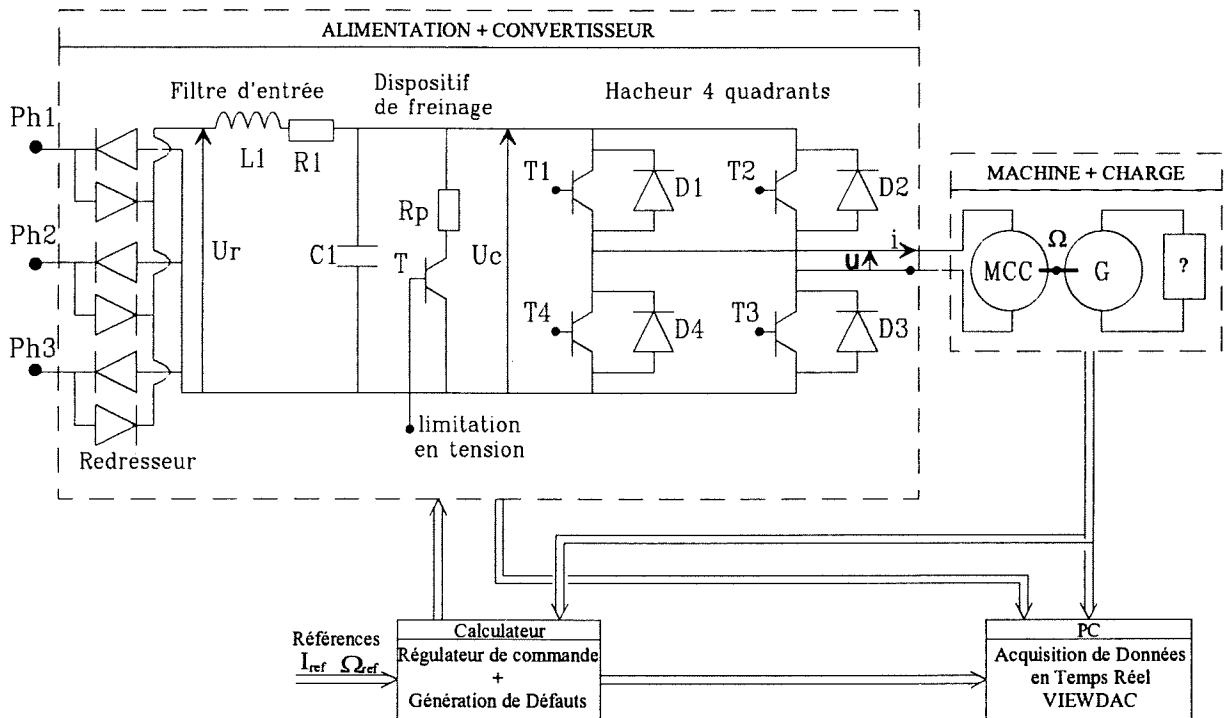 ALIMENTATION + CONVERTISSEUR
Filtre d'entrée
Dispositif
de freinage
Hacheur 4 quadrants
Ph1
L1
R1
T1
D1
T2
D2
MACHINE + CHARGE
Rp
Ph2
Ur
C1
T
Uc
i
u
MCC
Ω
G
?
T4
D4
T3
D3
Ph3
limitation
en tension
Redresseur
Références
Iref Ωref
Calculateur
Régulateur de commande
+
Génération de Défauts
PC
Acquisition de Données
en Temps Réel
VIEWDAC